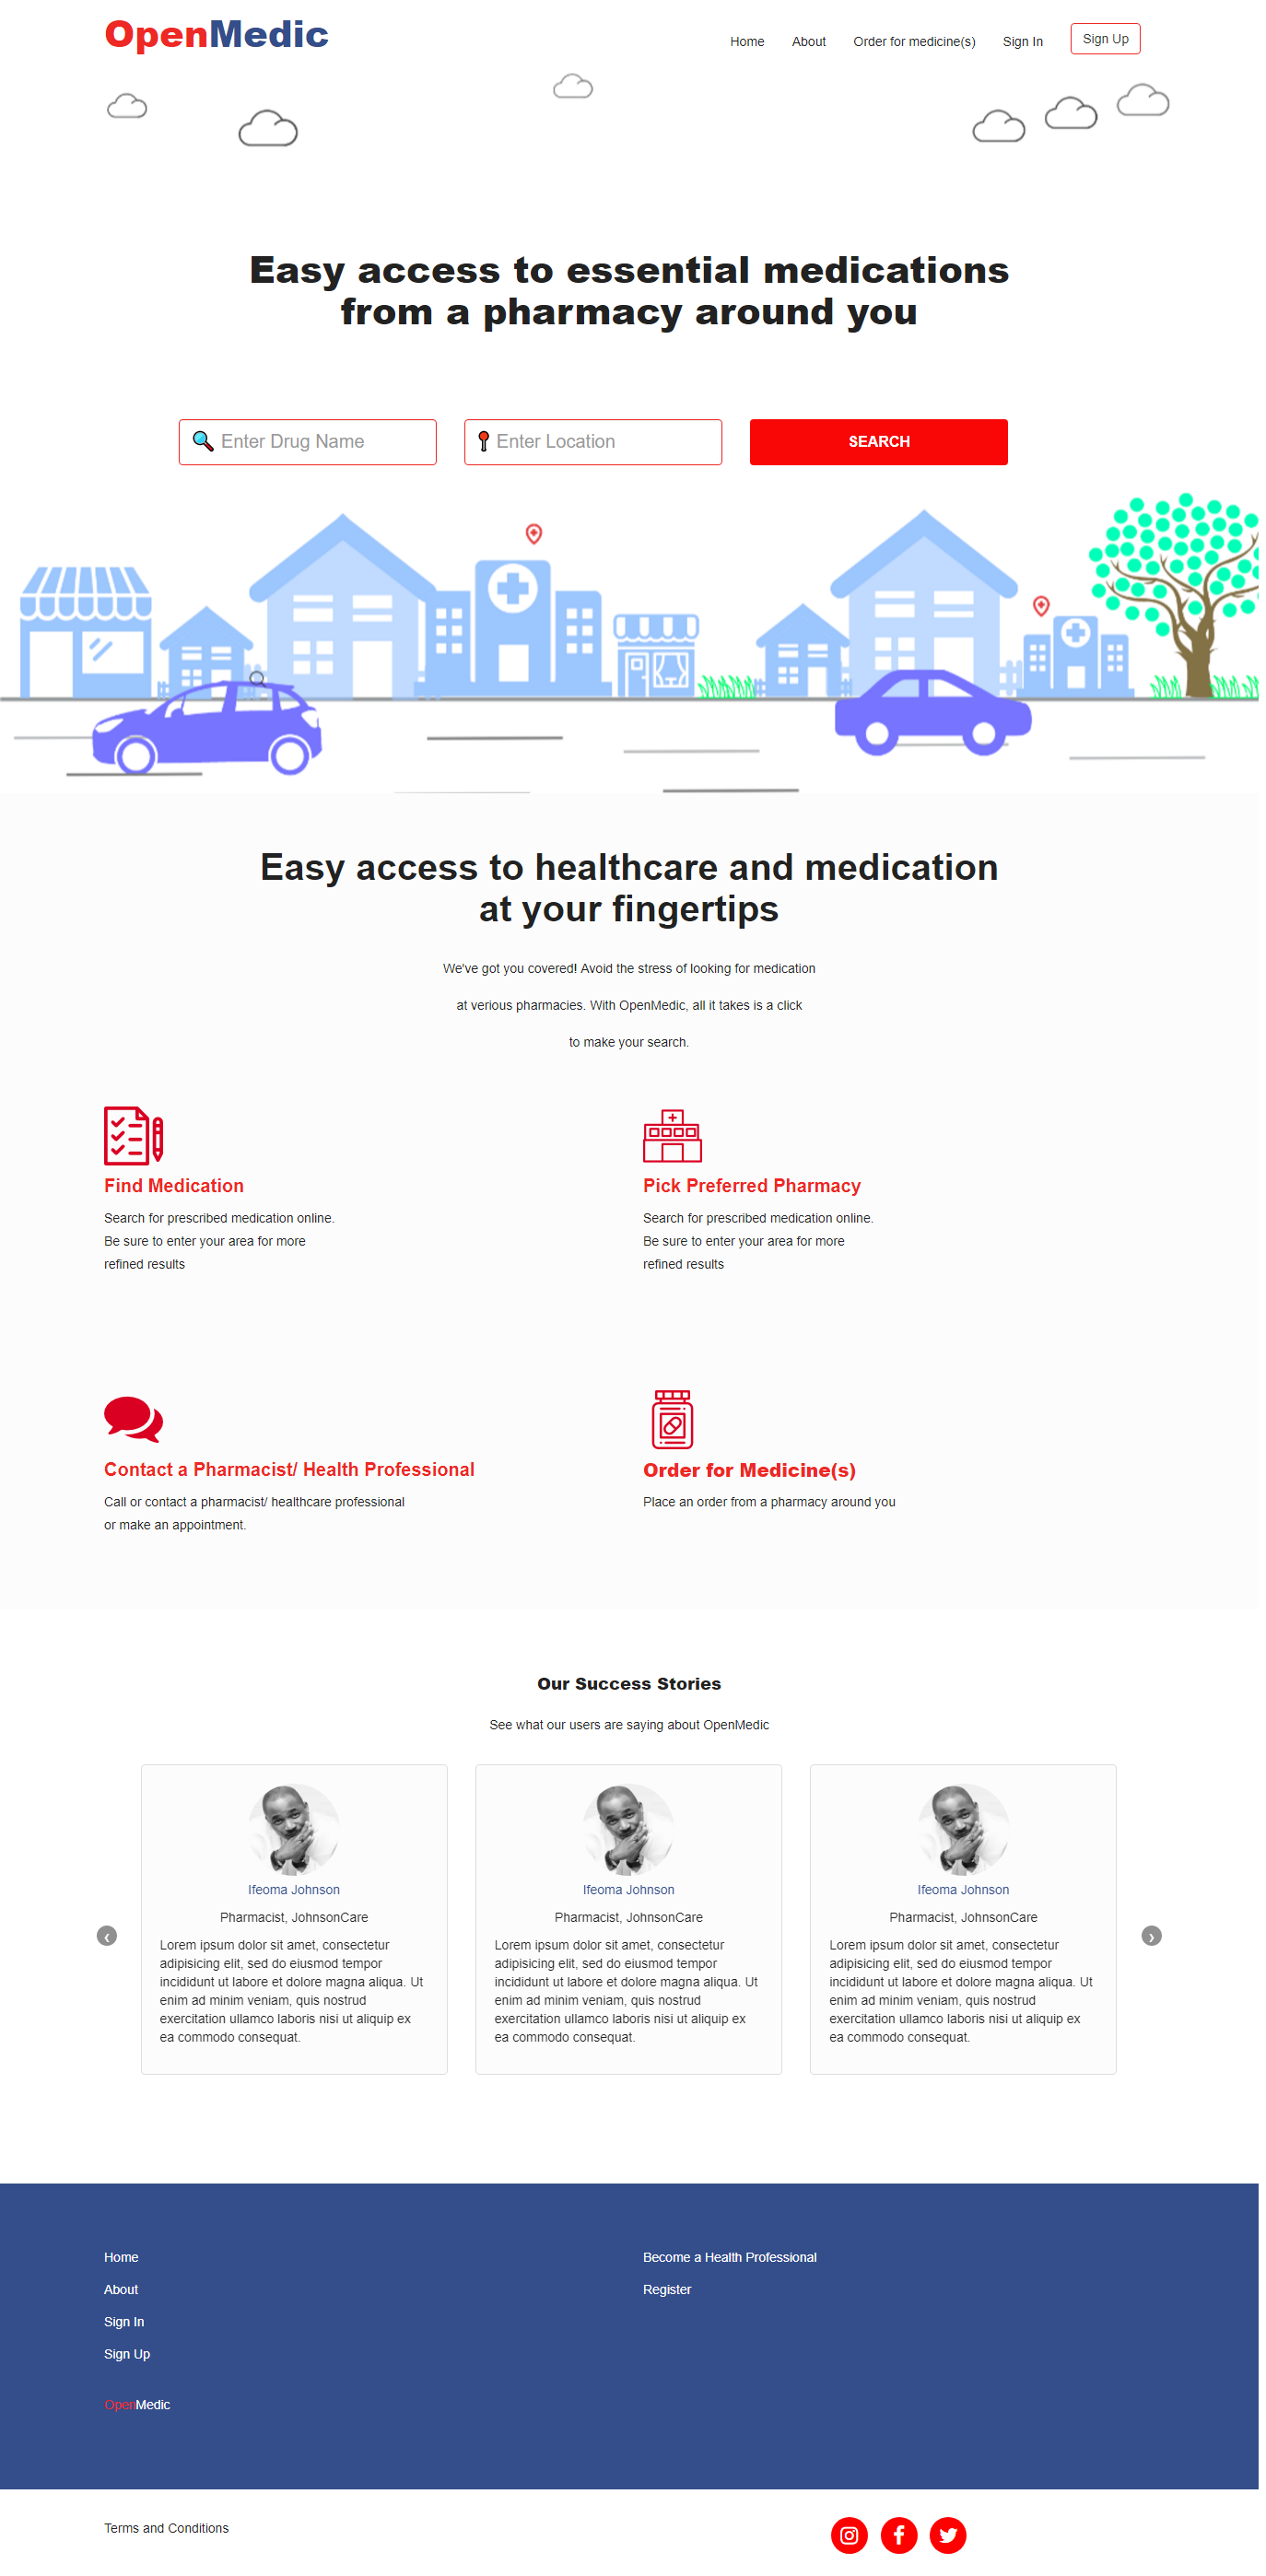 OpenMedic
Home About Order for medicine(s) Sign In Sign Up
Easy access to essential medications
from a pharmacy around you
Enter Drug Name Enter Location SEARCH
Easy access to healthcare and medication
at your fingertips
We've got you covered! Avoid the stress of looking for medication
at verious pharmacies. With OpenMedic, all it takes is a click
to make your search.
Find Medication
Search for prescribed medication online.
Be sure to enter your area for more
refined results
Pick Preferred Pharmacy
Search for prescribed medication online.
Be sure to enter your area for more
refined results
Contact a Pharmacist/ Health Professional
Call or contact a pharmacist/ healthcare professional
or make an appointment.
Order for Medicine(s)
Place an order from a pharmacy around you
Our Success Stories
See what our users are saying about OpenMedic
Ifeoma Johnson
Pharmacist, JohnsonCare
Lorem ipsum dolor sit amet, consectetur
adipisicing elit, sed do eiusmod tempor
incididunt ut labore et dolore magna aliqua. Ut
enim ad minim veniam, quis nostrud
exercitation ullamco laboris nisi ut aliquip ex
ea commodo consequat.
Ifeoma Johnson
Pharmacist, JohnsonCare
Lorem ipsum dolor sit amet, consectetur
adipisicing elit, sed do eiusmod tempor
incididunt ut labore et dolore magna aliqua. Ut
enim ad minim veniam, quis nostrud
exercitation ullamco laboris nisi ut aliquip ex
ea commodo consequat.
Ifeoma Johnson
Pharmacist, JohnsonCare
Lorem ipsum dolor sit amet, consectetur
adipisicing elit, sed do eiusmod tempor
incididunt ut labore et dolore magna aliqua. Ut
enim ad minim veniam, quis nostrud
exercitation ullamco laboris nisi ut aliquip ex
ea commodo consequat.
Home
About
Sign In
Sign Up
OpenMedic
Become a Health Professional
Register
Terms and Conditions